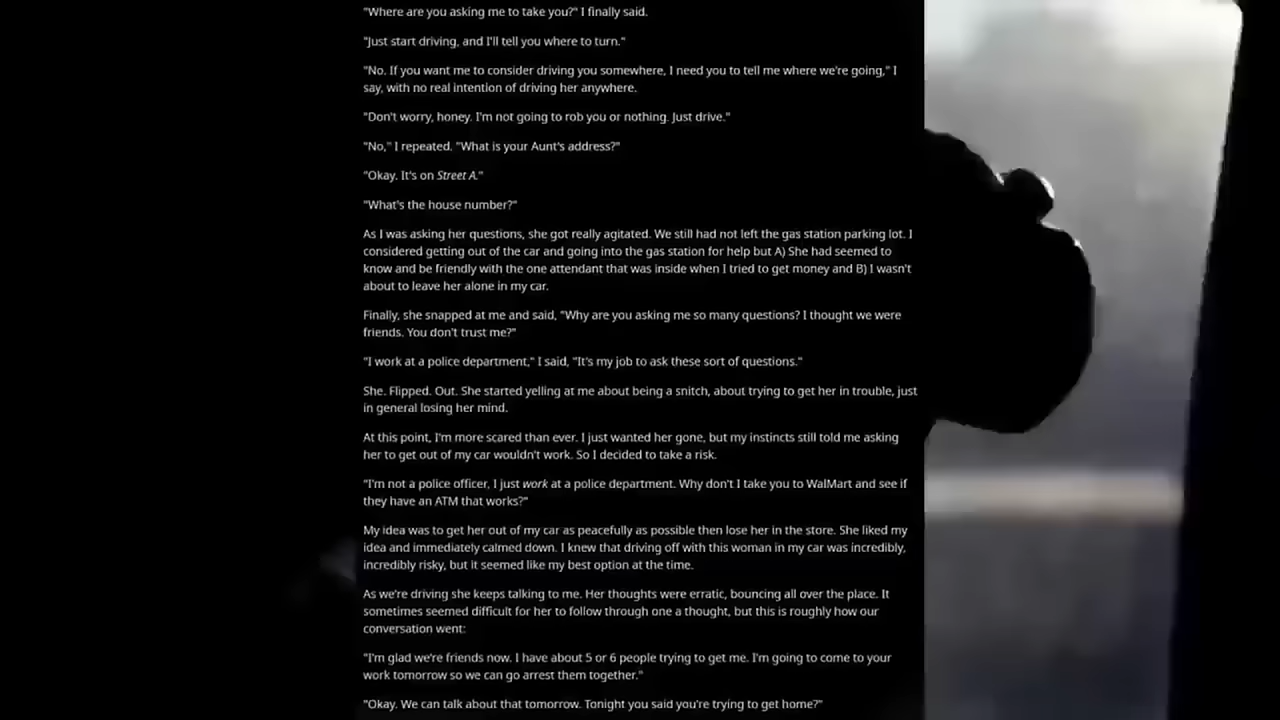 "Where are you asking me to take you?" I finally said.
"Just start driving, and I'll tell you where to turn."
"No. If you want me to consider driving you somewhere, I need you to tell me where we're going," I
say, with no real intention of driving her anywhere.
"Don't worry, honey. I'm not going to rob you or nothing. Just drive."
"No," I repeated. "What is your Aunt's address?"
"Okay. It's on Street A."
"What's the house number?"
As I was asking her questions, she got really agitated. We still had not left the gas station parking lot. I
considered getting out of the car and going into the gas station for help but A) She had seemed to
know and be friendly with the one attendant that was inside when I tried to get money and B) I wasn't
about to leave her alone in my car.
Finally, she snapped at me and said, "Why are you asking me so many questions? I thought we were
friends. You don't trust me?"
"I work at a police department," I said, "It's my job to ask these sort of questions."
She. Flipped. Out. She started yelling at me about being a snitch, about trying to get her in trouble, just
in general losing her mind.
At this point, I'm more scared than ever. I just wanted her gone, but my instincts still told me asking
her to get out of my car wouldn't work. So I decided to take a risk.
"I'm not a police officer, I just work at a police department. Why don't I take you to WalMart and see if
they have an ATM that works?"
My idea was to get her out of my car as peacefully as possible then lose her in the store. She liked my
idea and immediately calmed down. I knew that driving off with this woman in my car was incredibly,
incredibly risky, but it seemed like my best option at the time.
As we're driving she keeps talking to me. Her thoughts were erratic, bouncing all over the place. It
sometimes seemed difficult for her to follow through one a thought, but this is roughly how our
conversation went:
"I'm glad we're friends now. I have about 5 or 6 people trying to get me. I'm going to come to your
work tomorrow so we can go arrest them together."
"Okay. We can talk about that tomorrow. Tonight you said you're trying to get home?"